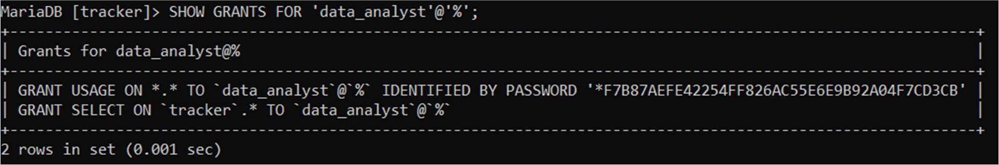 MariaDB [tracker]> SHOW GRANTS FOR 'data_analyst'@'%';
+------------------------------------------------------------------------------------------------------------+
| Grants for data_analyst@%                                                                                  |
+------------------------------------------------------------------------------------------------------------+
| GRANT USAGE ON *.* TO `data_analyst`@`%` IDENTIFIED BY PASSWORD '*F7B87AEFE42254FF826AC55E6E9B92A04F7CD3CB' |
| GRANT SELECT ON `tracker`.* TO `data_analyst`@`%`                                                          |
+------------------------------------------------------------------------------------------------------------+
2 rows in set (0.001 sec)